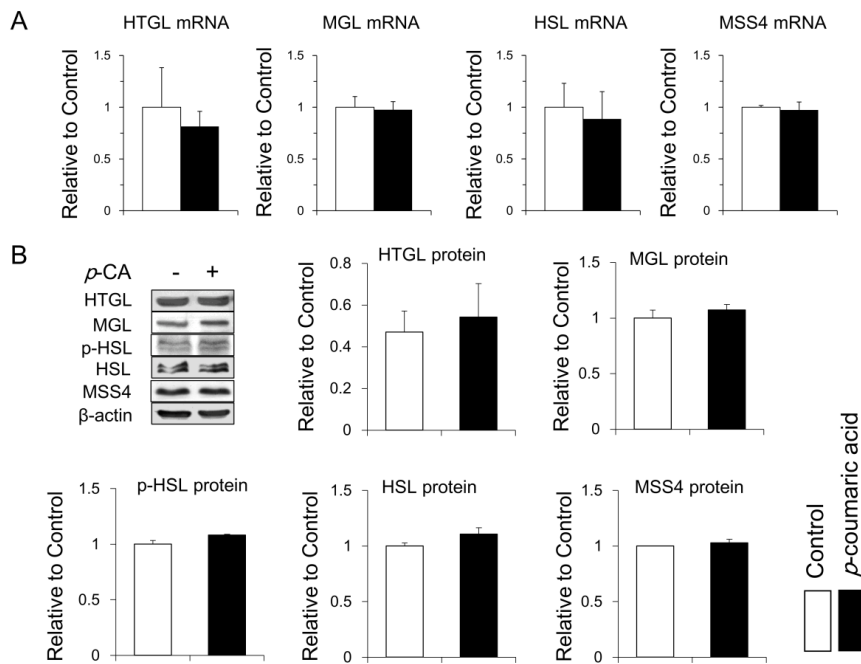 A
HTGL mRNA
MGL mRNA
HSL mRNA
MSS4 mRNA
Relative to Control
1.5
1
0.5
0
Relative to Control
1.5
1
0.5
0
Relative to Control
1.5
1
0.5
0
Relative to Control
1.5
1
0.5
0
B
p-CA - +
HTGL
MGL
p-HSL
HSL
MSS4
β-actin
HTGL protein
Relative to Control
0.8
0.6
0.4
0.2
0
MGL protein
Relative to Control
1.5
1
0.5
0
p-HSL protein
Relative to Control
1.5
1
0.5
0
HSL protein
Relative to Control
1.5
1
0.5
0
MSS4 protein
Relative to Control
1.5
1
0.5
0
Control
p-coumaric acid